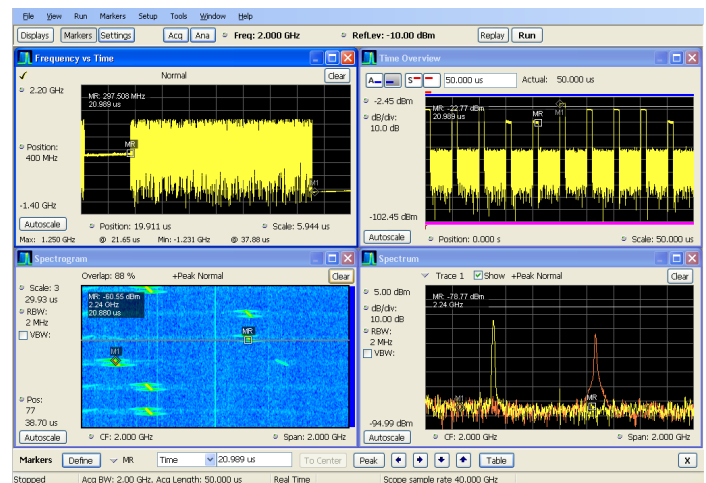 File View Run Markers Setup Tools Window Help
Displays Markers Settings Acq Ana Freq: 2.000 GHz RefLev: -10.00 dBm Replay Run
Frequency vs Time
Normal Clear
2.20 GHz
MR: 297.508 MHz
20.989 us
Position:
400 MHz
MR
M1
-1.40 GHz
Autoscale Position: 19.911 us Scale: 5.944 us
Max: 1.250 GHz @ 21.65 us Min: -1.231 GHz @ 37.88 us
Time Overview
A S 50.000 us Actual: 50.000 us
-2.45 dBm
dB/div:
10.0 dB
MR: -22.77 dBm
20.989 us
MR
M1
-102.45 dBm
Autoscale Position: 0.000 s Scale: 50.000 us
Spectrogram
Overlap: 88 % +Peak Normal Clear
Scale: 3
29.93 us
RBW:
2 MHz
VBW:
MR: -60.55 dBm
2.24 GHz
20.880 us
MR
M1
Pos:
77
38.70 us
Autoscale CF: 2.000 GHz Span: 2.000 GHz
Spectrum
Trace 1 Show +Peak Normal Clear
5.00 dBm
dB/div:
10.00 dB
RBW:
2 MHz
VBW:
MR: -78.77 dBm
2.24 GHz
M1
MR
-94.99 dBm
Autoscale CF: 2.000 GHz Span: 2.000 GHz
Markers Define MR Time 20.989 us To Center Peak Table X
Stopped Acq BW: 2.00 GHz, Acq Length: 50.000 us Real Time Scope sample rate 40.000 GHz